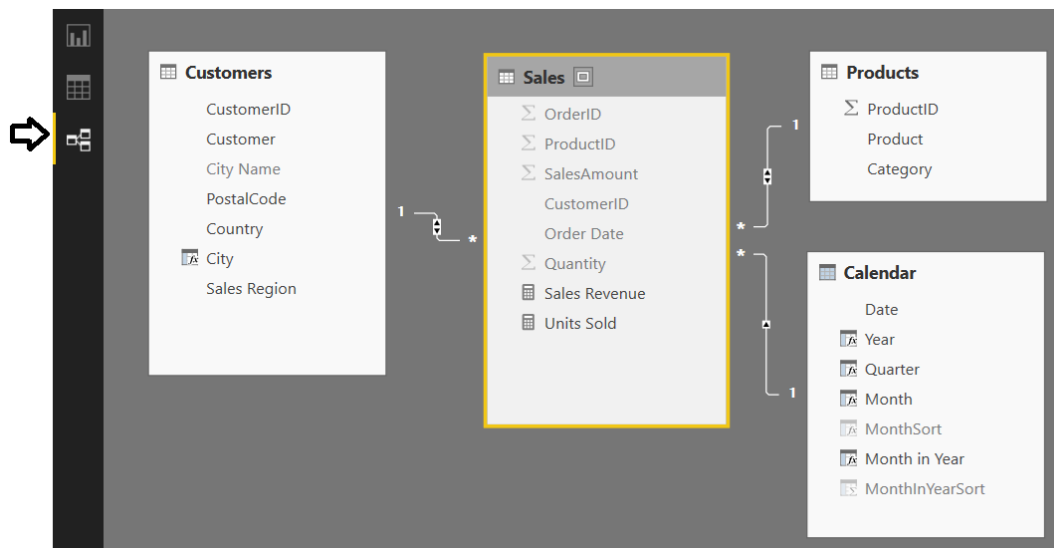 Customers
CustomerID
Customer
City Name
PostalCode
Country
City
Sales Region
1
*
Sales
OrderID
ProductID
SalesAmount
CustomerID
Order Date
Quantity
Sales Revenue
Units Sold
1
*
*
1
Products
ProductID
Product
Category
Calendar
Date
Year
Quarter
Month
MonthSort
Month in Year
MonthInYearSort